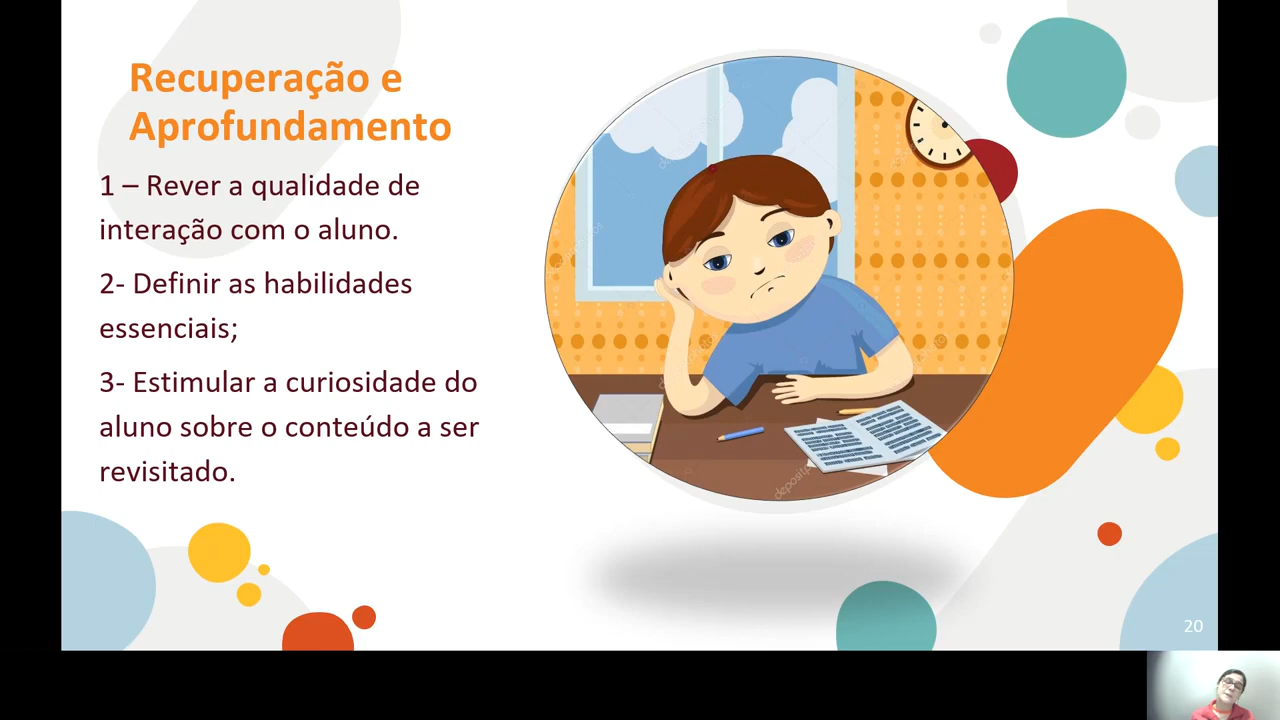 Recuperação e
Aprofundamento
1 – Rever a qualidade de
interação com o aluno.
2- Definir as habilidades
essenciais;
3- Estimular a curiosidade do
aluno sobre o conteúdo a ser
revisitado.
20